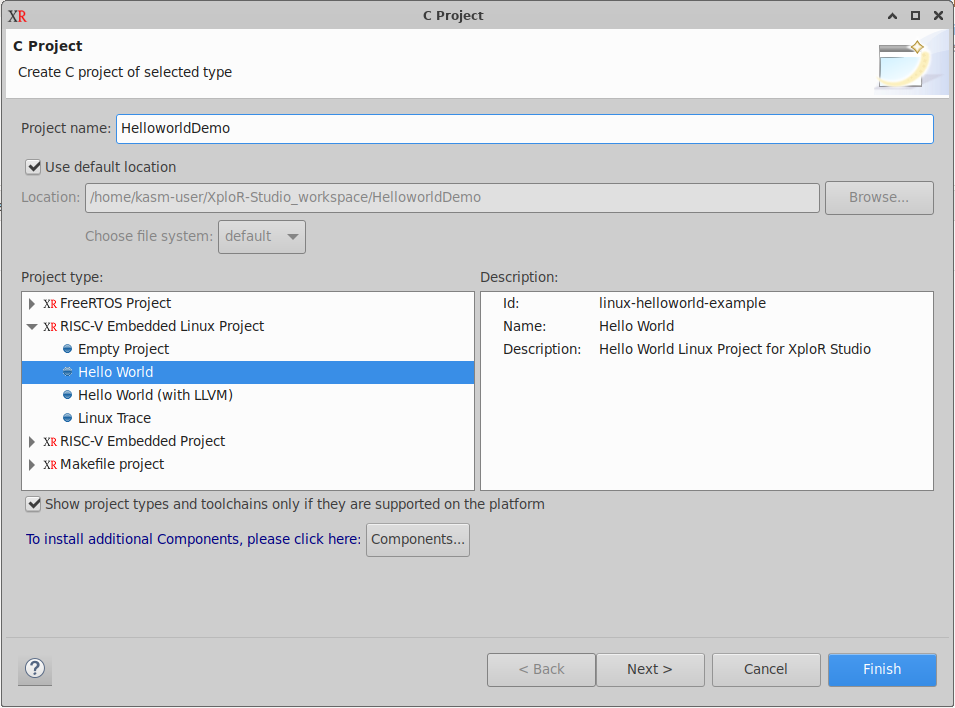 XR C Project
C Project
Create C project of selected type
Project name: HelloworldDemo
Use default location
Location: /home/kasm-user/XploR-Studio_workspace/HelloworldDemo Browse...
Choose file system: default
Project type: Description:
XR FreeRTOS Project Id: linux-helloworld-example
XR RISC-V Embedded Linux Project Name: Hello World
Empty Project Description: Hello World Linux Project for XploR Studio
Hello World
Hello World (with LLVM)
Linux Trace
XR RISC-V Embedded Project
XR Makefile project
Show project types and toolchains only if they are supported on the platform
To install additional Components, please click here: Components...
? < Back Next > Cancel Finish